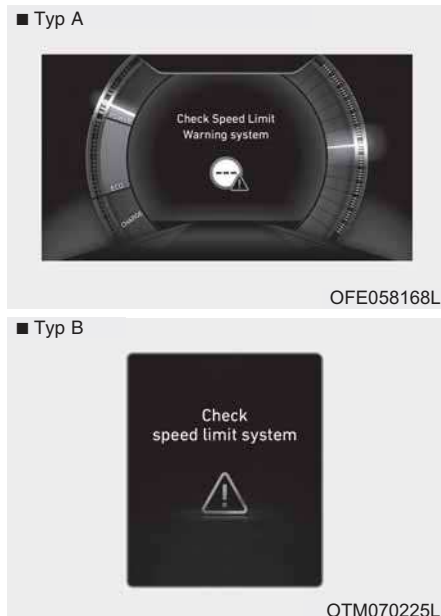 ■ Typ A
Check Speed Limit
Warning system
ECO
CHARGE
OFE058168L
■ Typ B
Check
speed limit system
OTM070225L